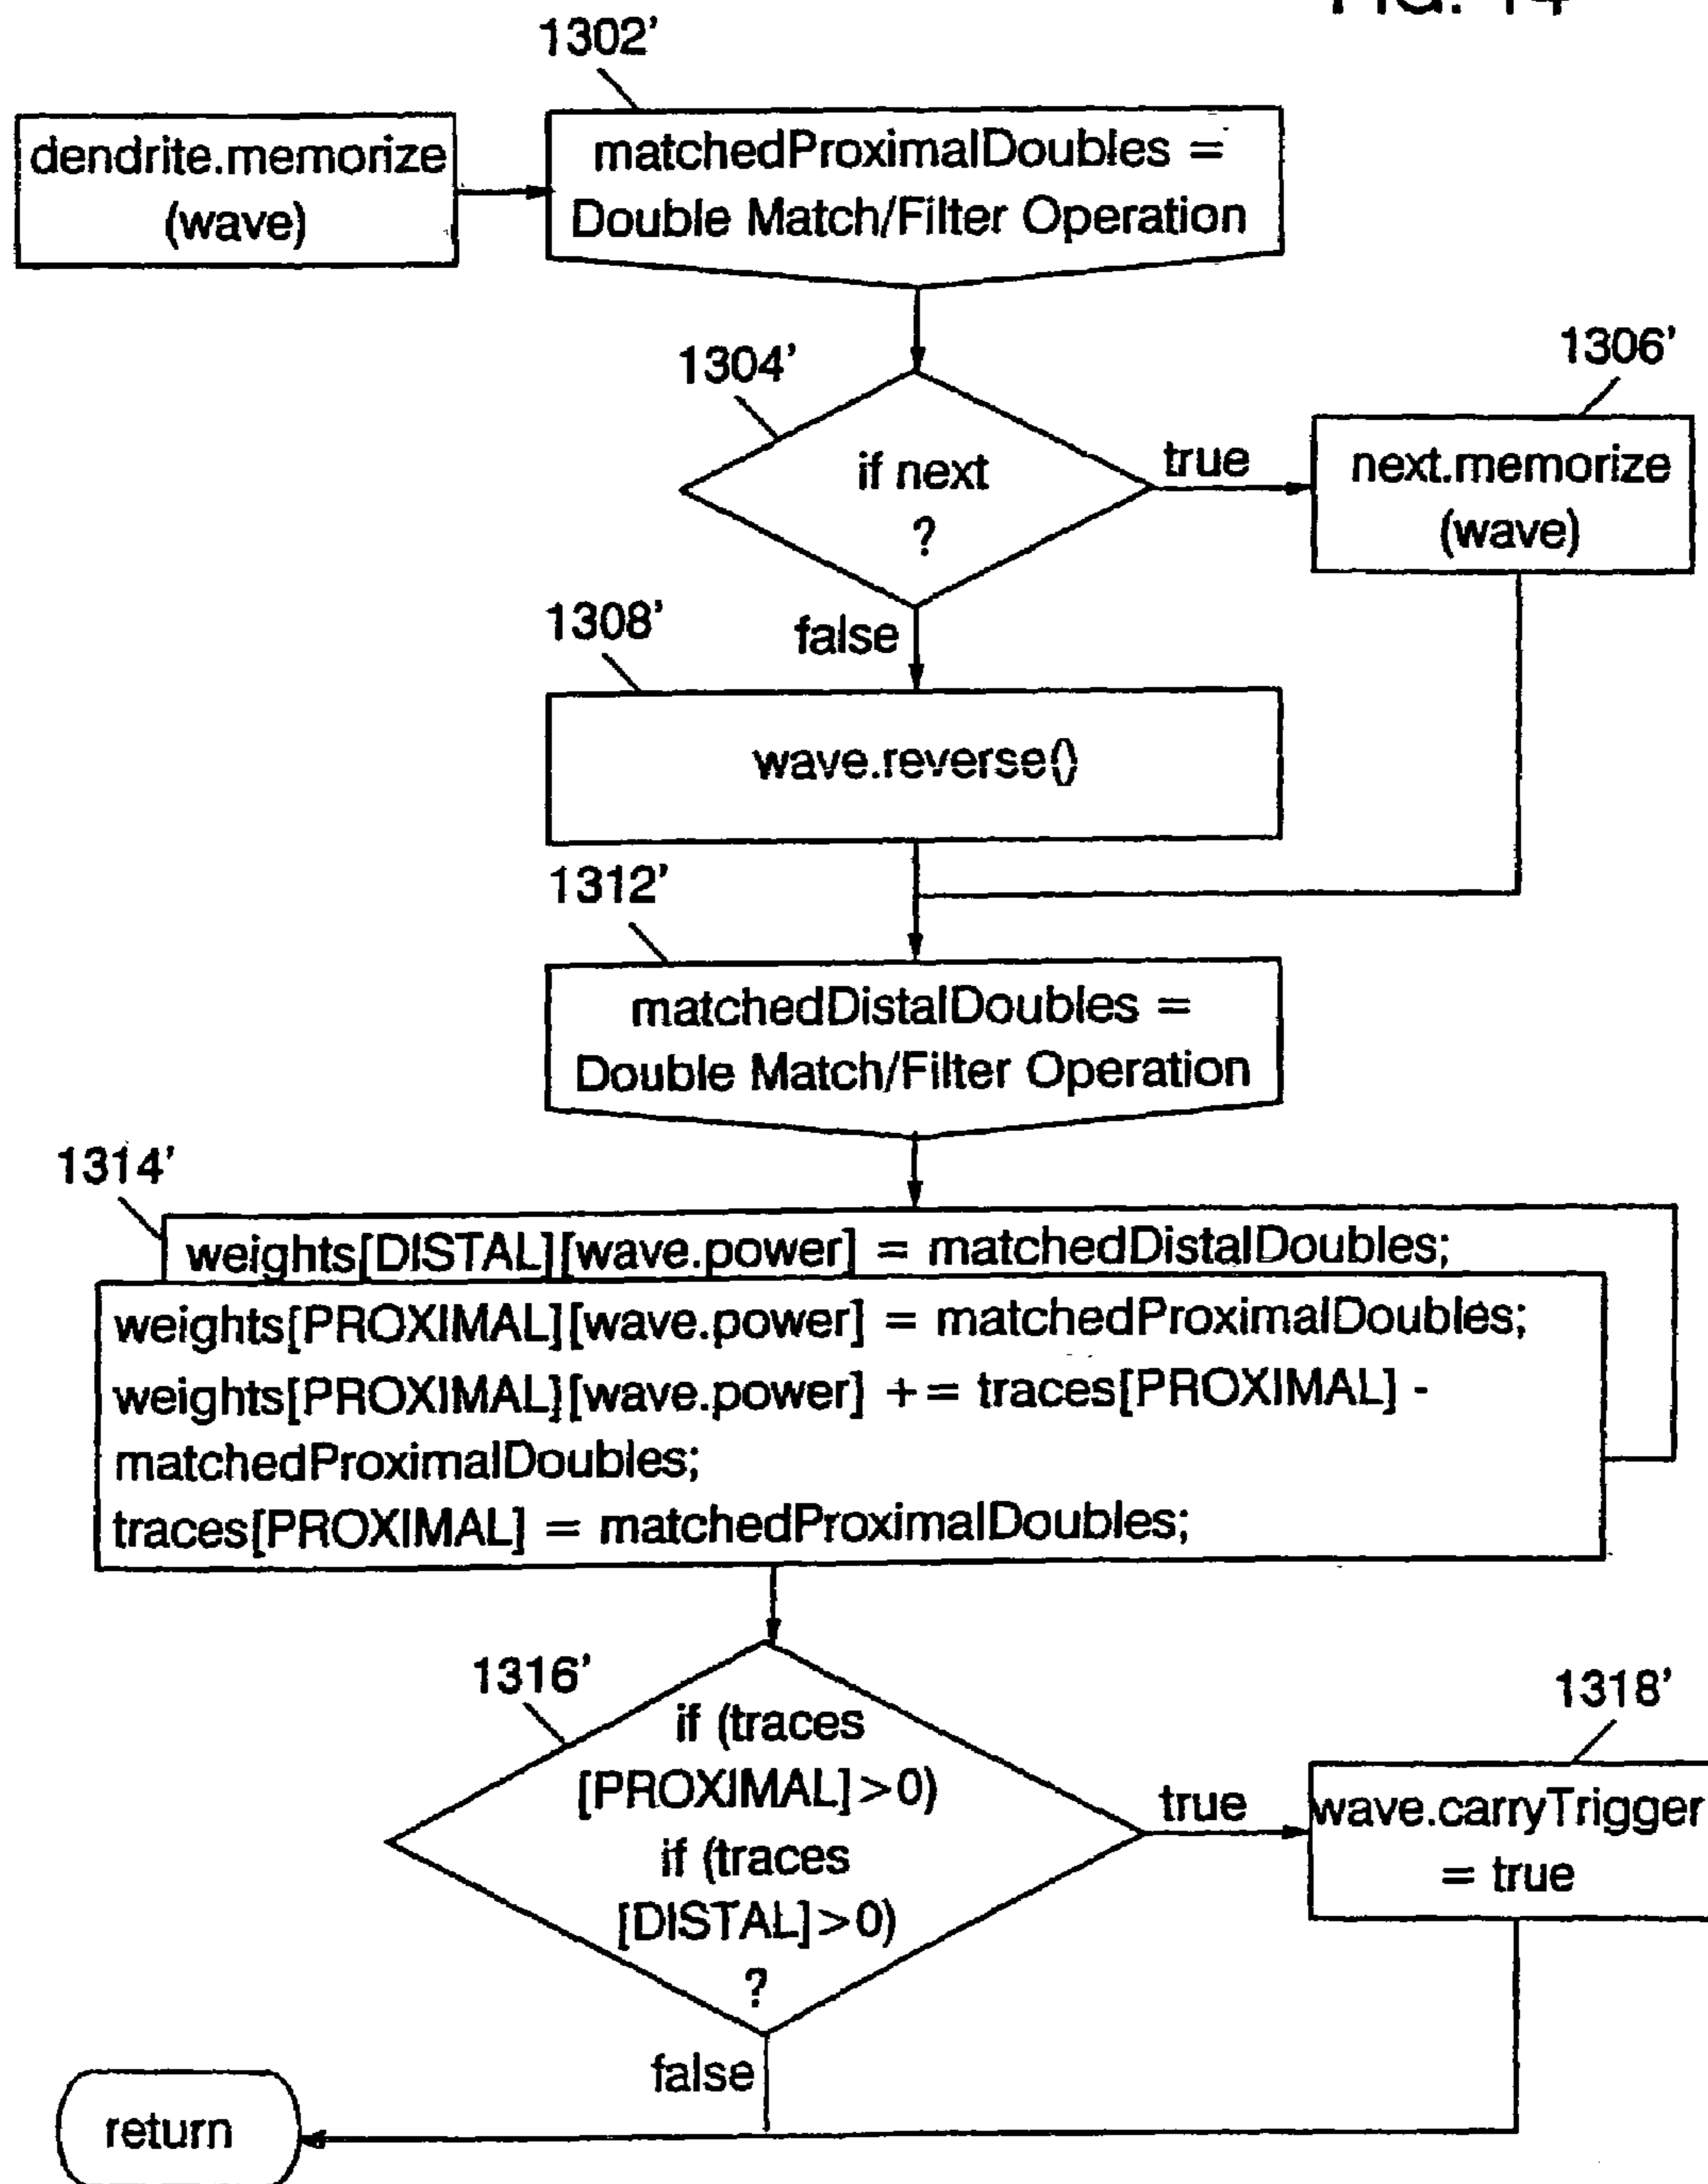 FIG. 14
1302'
dendrite.memorize
(wave)
matchedProximalDoubles =
Double Match/Filter Operation
1304'
if next
?
true
1306'
next.memorize
(wave)
false
1308'
wave.reverse()
1312'
matchedDistalDoubles =
Double Match/Filter Operation
1314'
weights[DISTAL][wave.power] = matchedDistalDoubles;
weights[PROXIMAL][wave.power] = matchedProximalDoubles;
weights[PROXIMAL][wave.power] += traces[PROXIMAL] -
matchedProximalDoubles;
traces[PROXIMAL] = matchedProximalDoubles;
1316'
if (traces
[PROXIMAL]>0)
if (traces
[DISTAL]>0)
?
true
1318'
wave.carryTrigger
= true
false
return